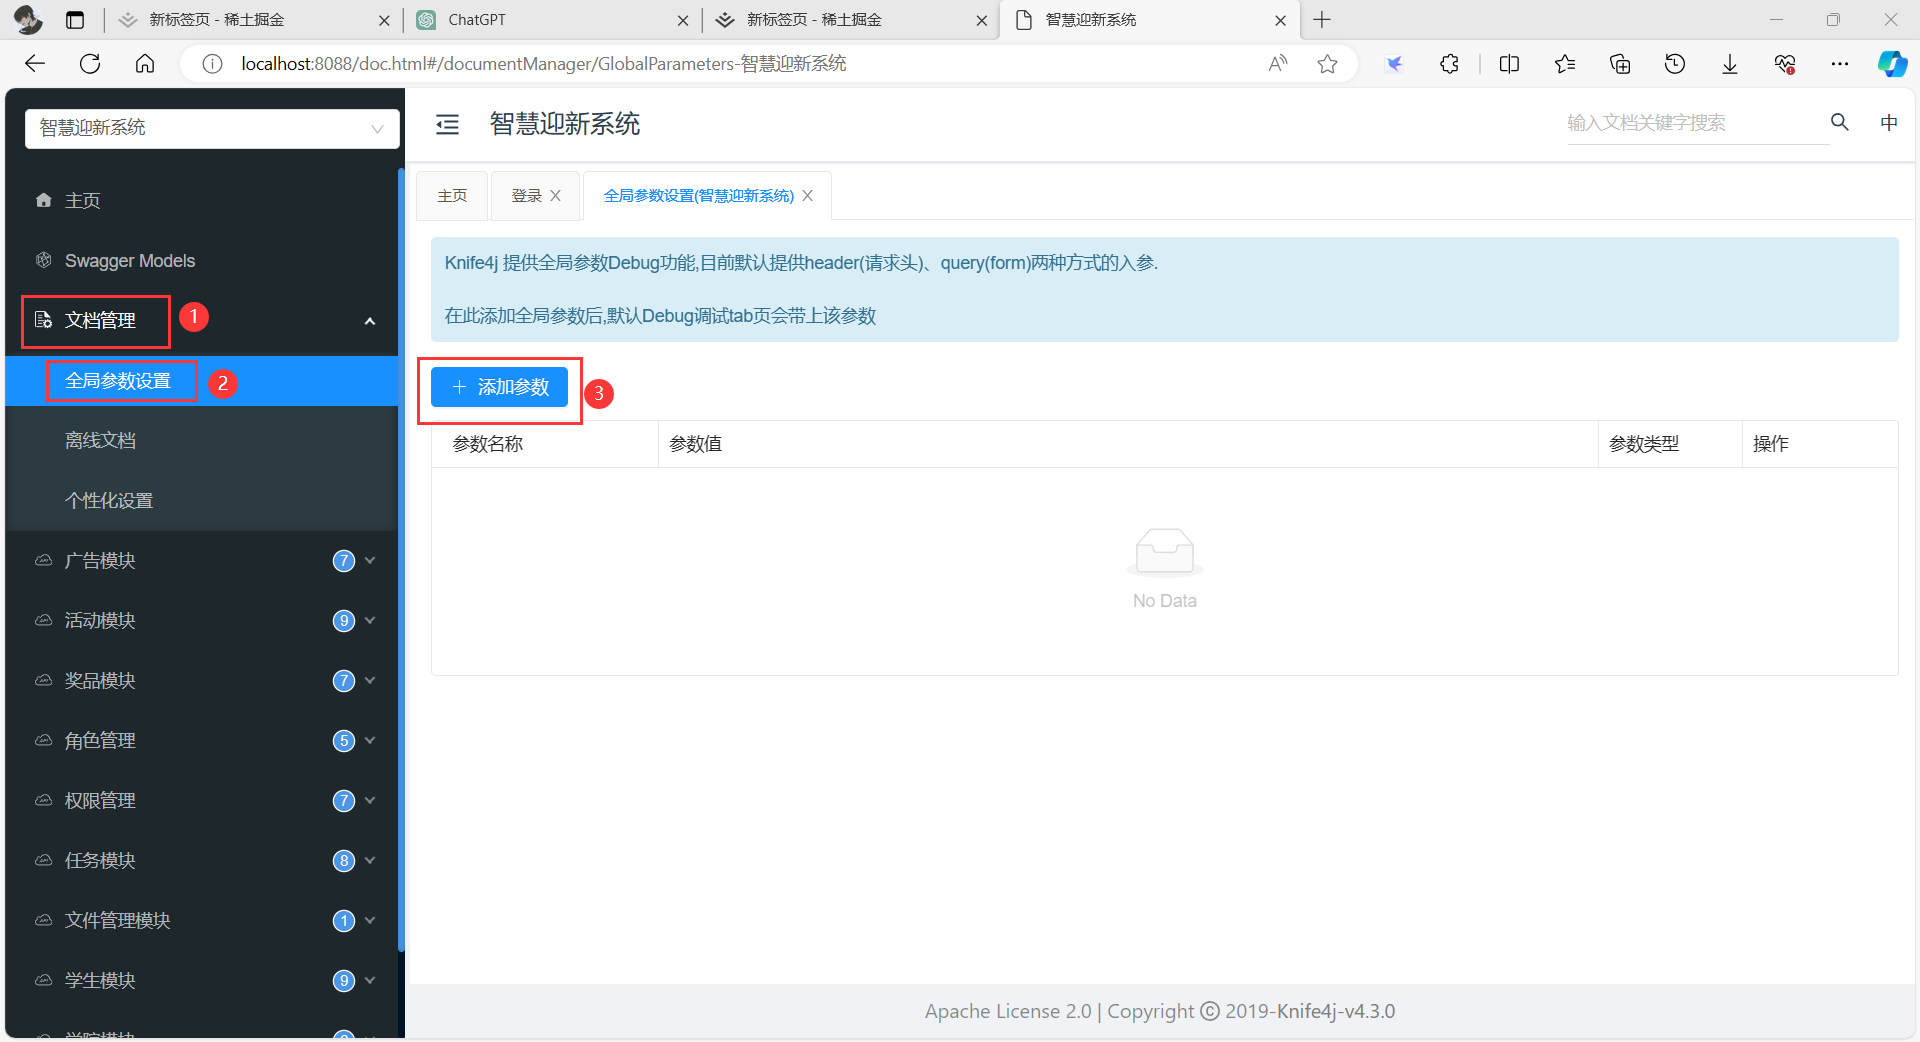 新标签页 - 稀土掘金
ChatGPT
新标签页 - 稀土掘金
智慧迎新系统
localhost:8088/doc.html#/documentManager/GlobalParameters-智慧迎新系统
智慧迎新系统
智慧迎新系统
输入文档关键字搜索
中
主页
Swagger Models
文档管理
1
全局参数设置
2
离线文档
个性化设置
广告模块
7
活动模块
9
奖品模块
7
角色管理
5
权限管理
7
任务模块
8
文件管理模块
1
学生模块
9
主页
登录
全局参数设置(智慧迎新系统)
Knife4j 提供全局参数Debug功能,目前默认提供header(请求头)、query(form)两种方式的入参.
在此添加全局参数后,默认Debug调试tab页会带上该参数
添加参数
3
参数名称
参数值
参数类型
操作
No Data
Apache License 2.0 | Copyright © 2019-Knife4j-v4.3.0